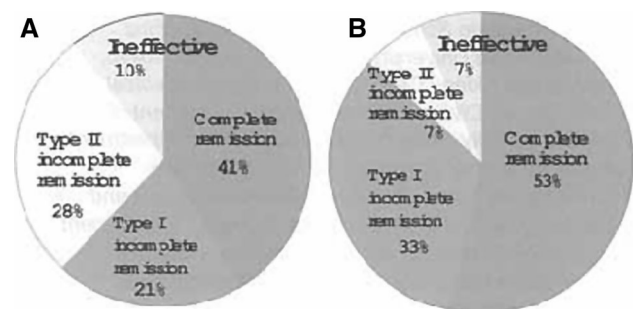 A
Ineffective
10%
Complete
remission
41%
Type II
incomplete
remission
28%
Type I
incomplete
remission
21%
B
Ineffective
7%
Type II
incomplete
remission
7%
Complete
remission
53%
Type I
incomplete
remission
33%